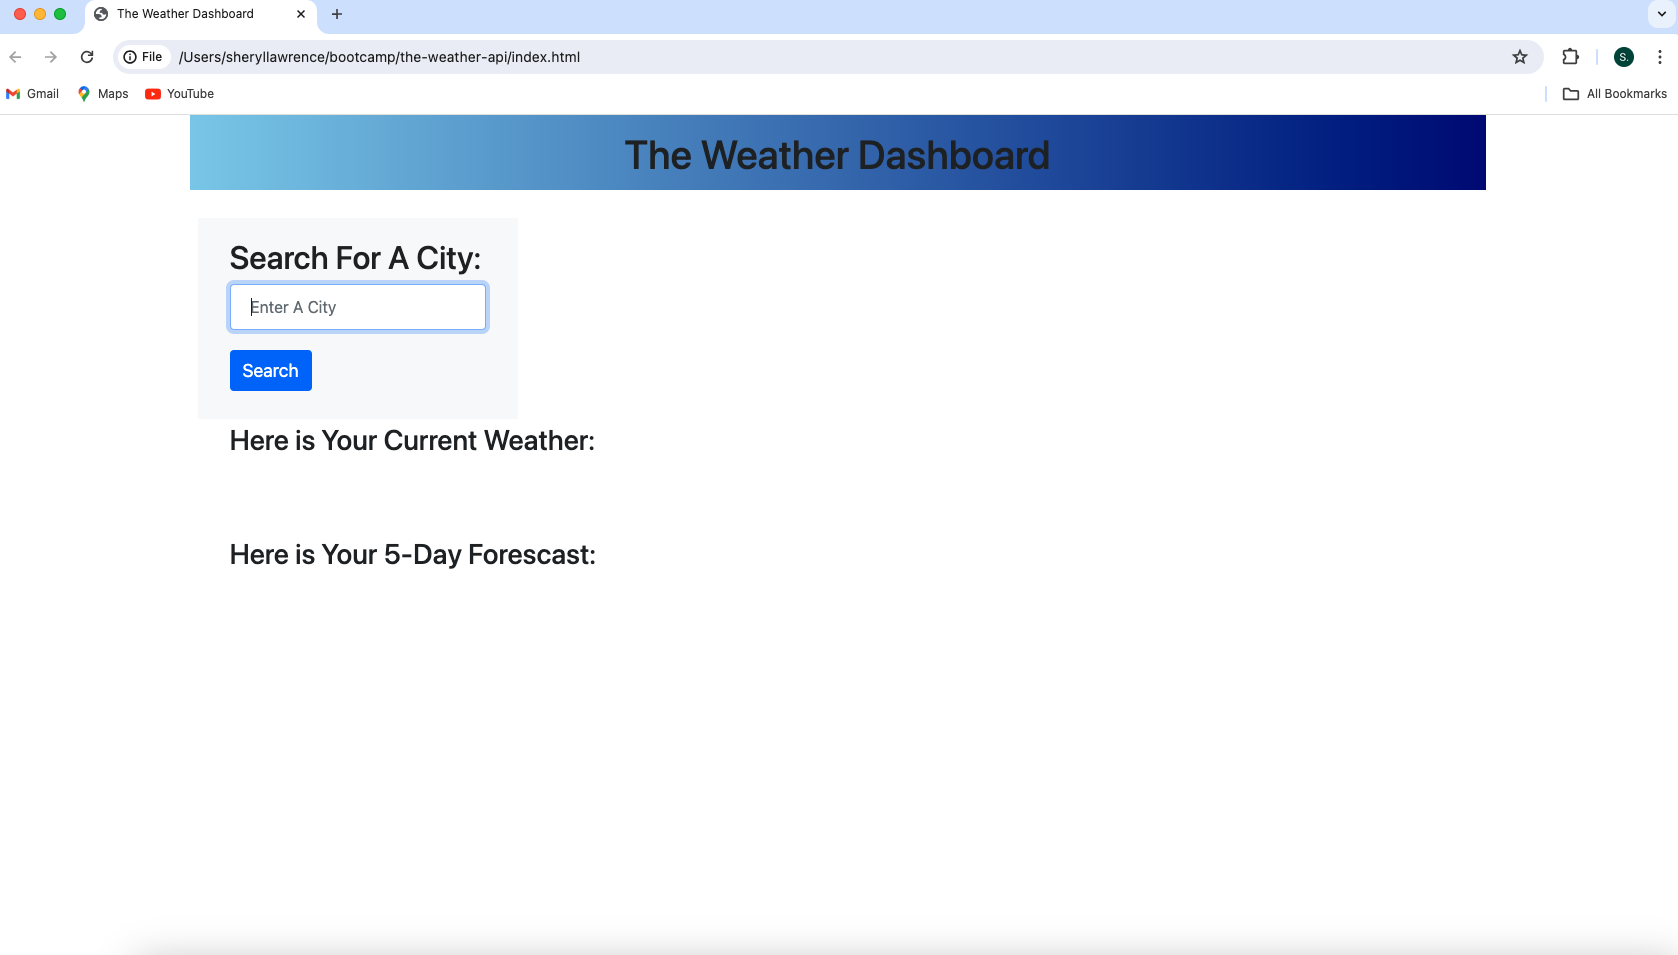 The Weather Dashboard
File /Users/sheryllawrence/bootcamp/the-weather-api/index.html
S.
Gmail Maps YouTube All Bookmarks
The Weather Dashboard
Search For A City:
Enter A City
Search
Here is Your Current Weather:
Here is Your 5-Day Forescast: